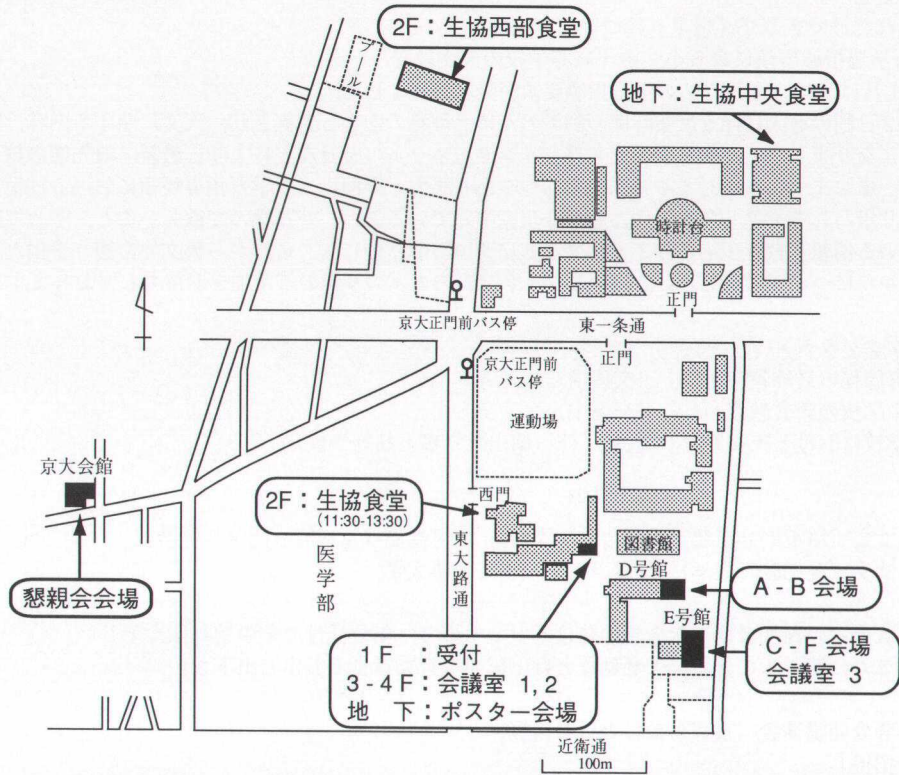 2F：生協西部食堂
プール
地下：生協中央食堂
時計台
正門
京大正門前バス停
東一条通
正門
京大正門前
バス停
運動場
京大会館
西門
2F：生協食堂
(11:30-13:30)
東大路通
医学部
図書館
D号館
A - B 会場
懇親会会場
E号館
C - F 会場
会議室 3
1F：受付
3 - 4 F：会議室 1, 2
地　下：ポスター会場
近衛通
100m